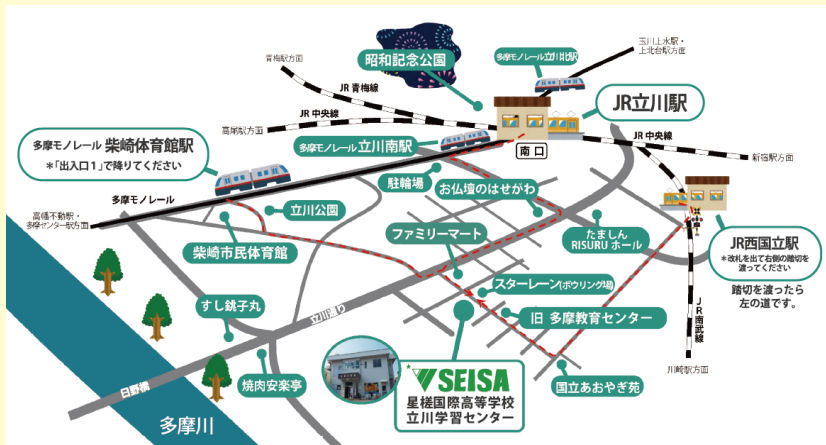 玉川上水駅・
上北台駅方面
昭和記念公園
多摩モノレール立川北駅
青梅駅方面
JR 青梅線
JR立川駅
JR 中央線
高尾駅方面
多摩モノレール 柴崎体育館駅
*「出入口1」で降りてください
多摩モノレール 立川南駅
南 口
JR 中央線
新宿駅方面
駐輪場
お仏壇のはせがわ
多摩モノレール
立川公園
高幡不動駅・
多摩センター駅方面
柴崎市民体育館
ファミリーマート
たましん
RISURU ホール
JR西国立駅
*改札を出て右側の踏切を
渡ってください
踏切を渡ったら
左の道です。
スターレーン(ボウリング場)
旧 多摩教育センター
すし銚子丸
立川通り
JR南武線
日野橋
焼肉安楽亭
SEISA
星槎国際高等学校
立川学習センター
国立あおやぎ苑
川崎駅方面
多摩川